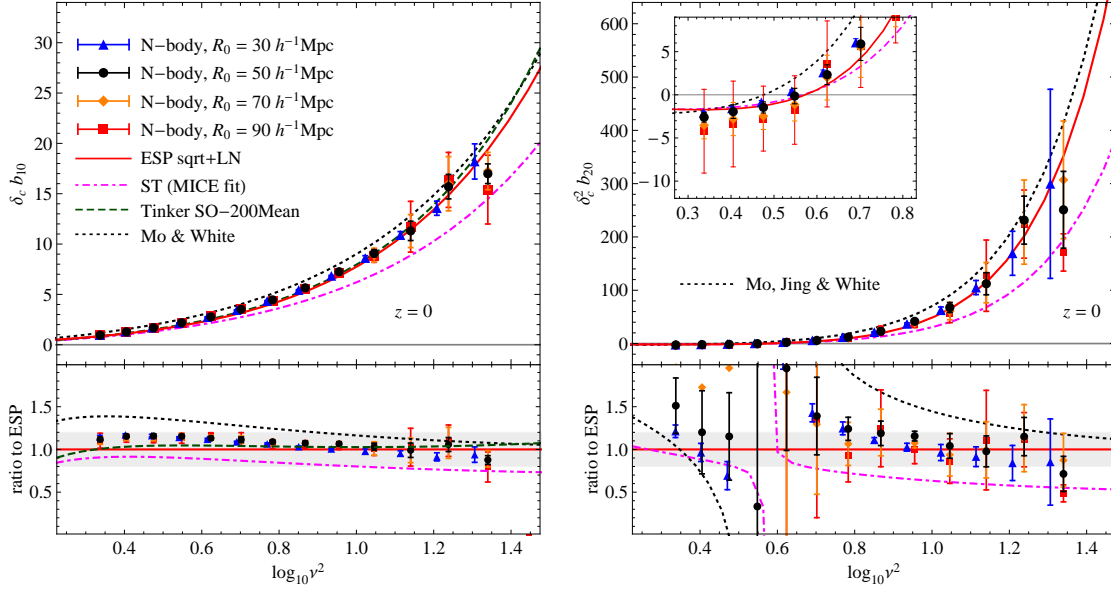 30
25
20
15
10
5
0
δc b10
N-body, R0 = 30 h−1Mpc
N-body, R0 = 50 h−1Mpc
N-body, R0 = 70 h−1Mpc
N-body, R0 = 90 h−1Mpc
ESP sqrt+LN
ST (MICE fit)
Tinker SO−200Mean
Mo & White
z = 0
1.5
1.0
0.5
ratio to ESP
0.4 0.6 0.8 1.0 1.2 1.4
log10 ν2
600
500
400
300
200
100
0
δc2 b20
5
0
−5
−10
0.3 0.4 0.5 0.6 0.7 0.8
Mo, Jing & White
z = 0
1.5
1.0
0.5
ratio to ESP
0.4 0.6 0.8 1.0 1.2 1.4
log10 ν2